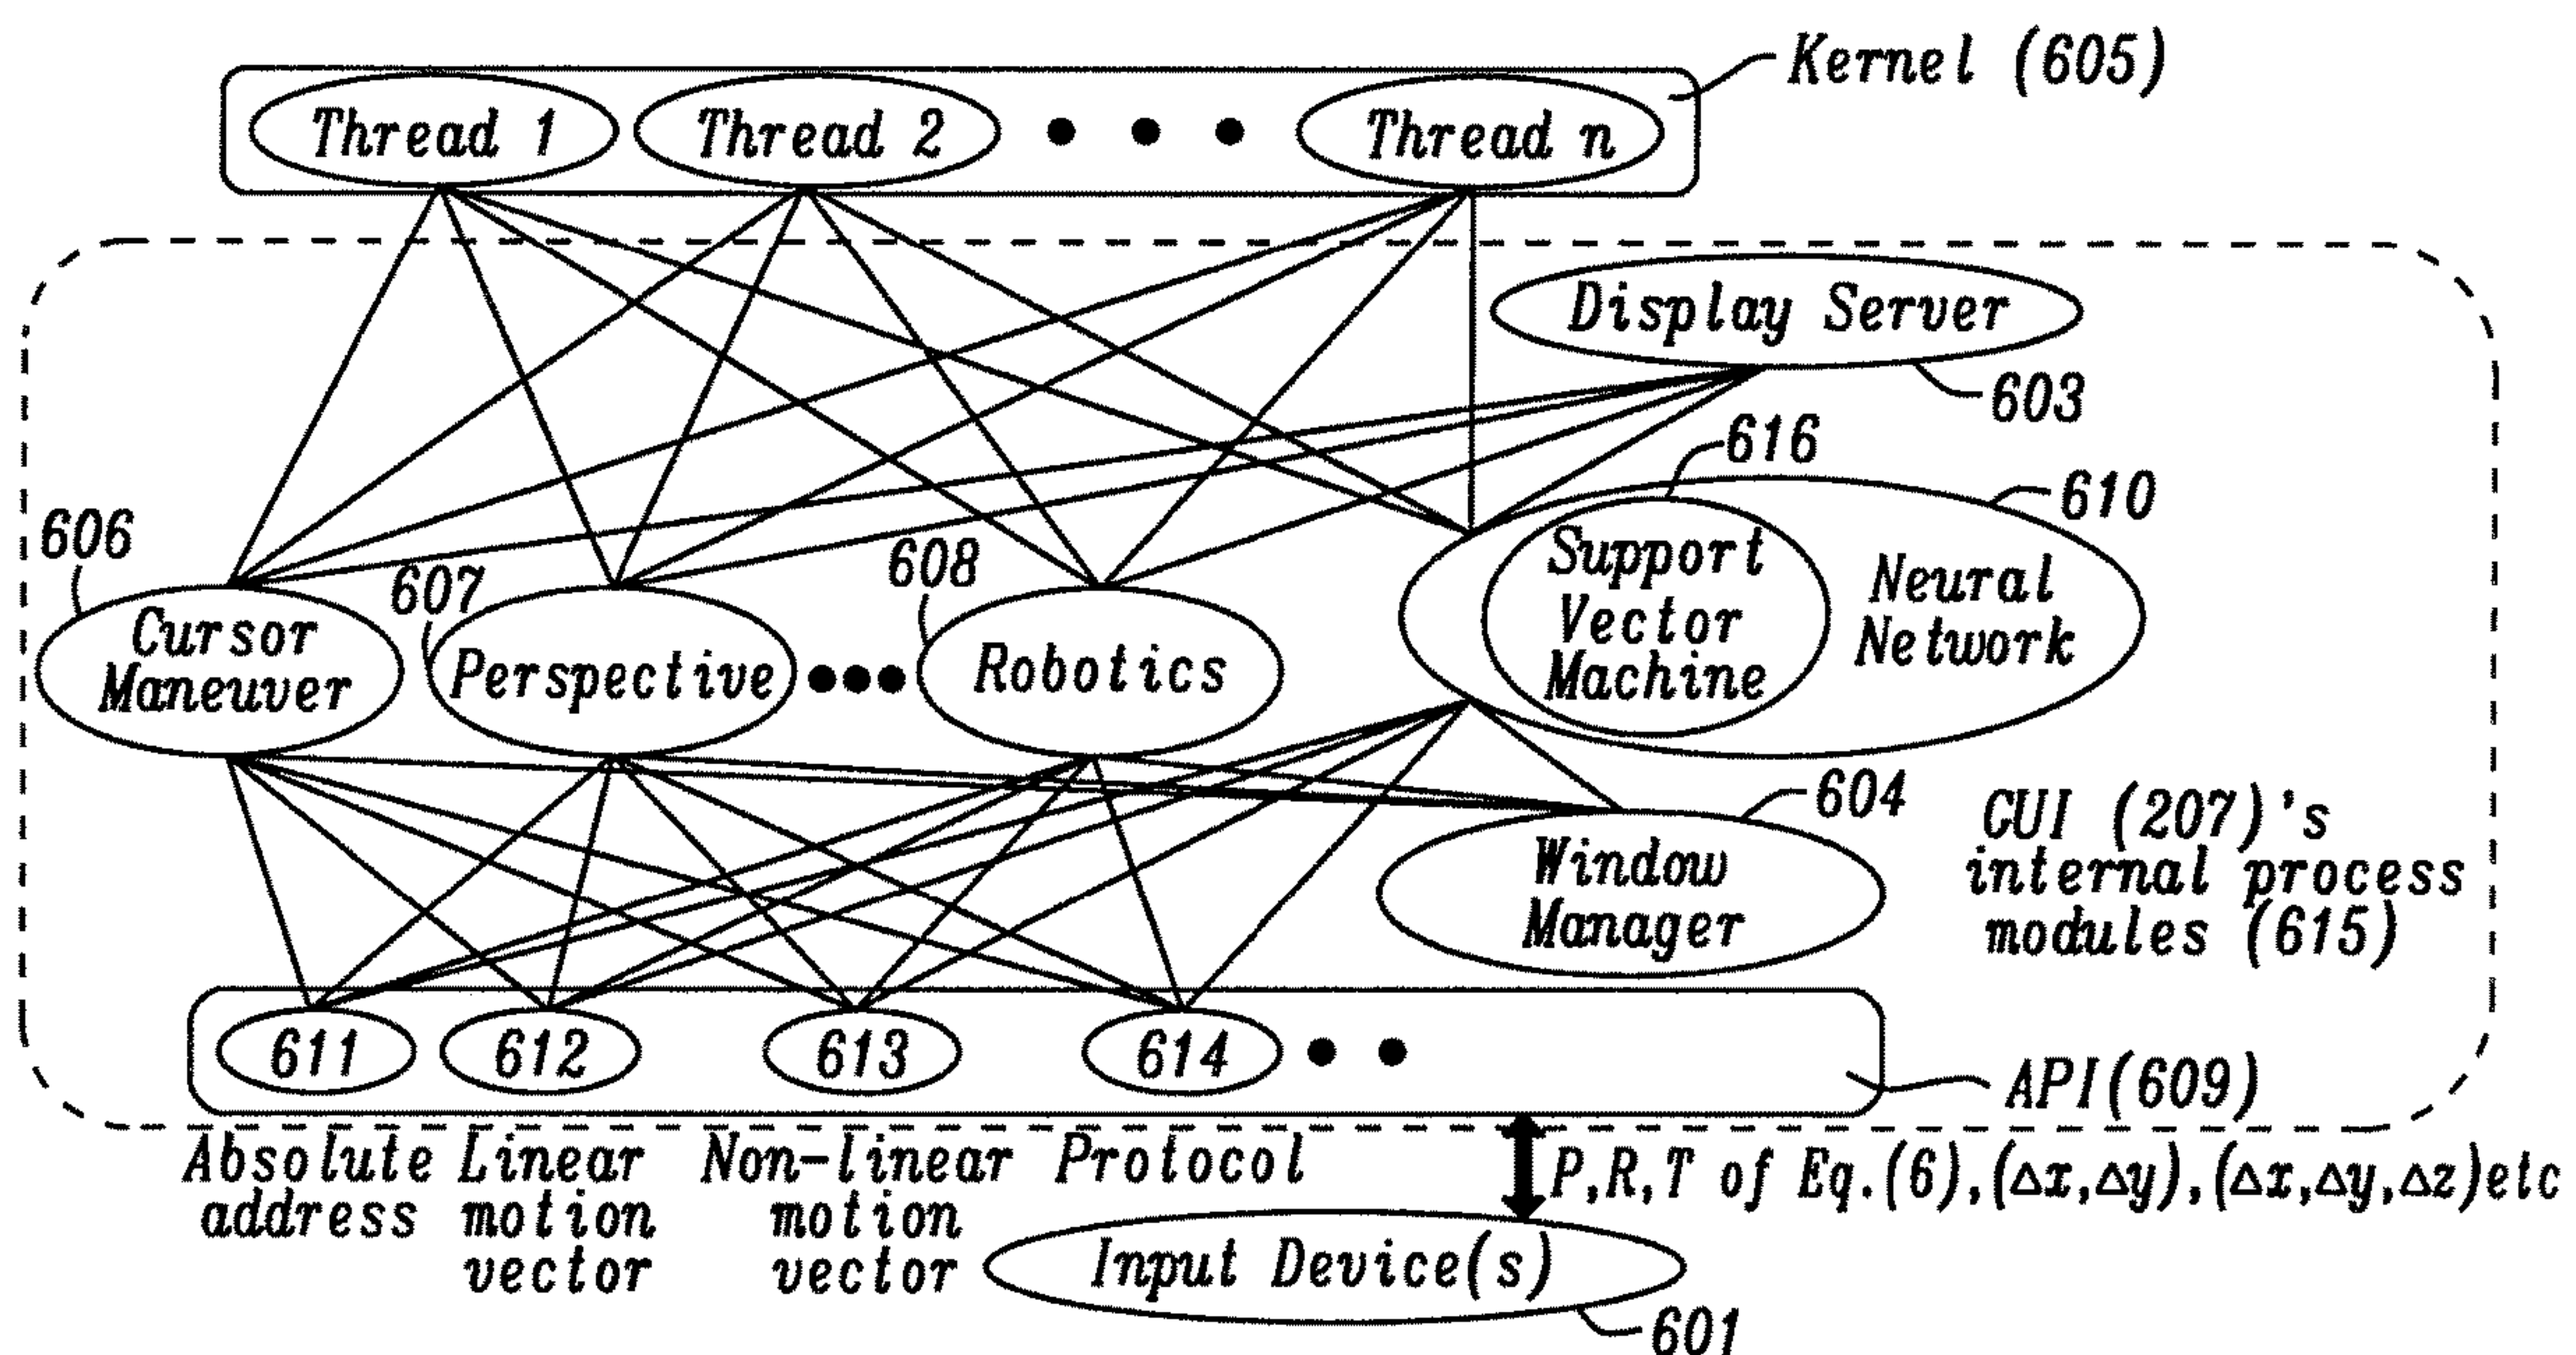 Kernel (605)
Thread 1
Thread 2
Thread n
Display Server
603
616
610
606
607
608
Support
Vector
Machine
Neural
Network
Cursor
Maneuver
Perspective
Robotics
604
Window
Manager
GUI (207)'s
internal process
modules (615)
611
612
613
614
API(609)
Absolute
address
Linear
motion
vector
Non-linear
motion
vector
Protocol
P,R,T of Eq.(6),(Δx,Δy),(Δx,Δy,Δz)etc
Input Device(s)
601